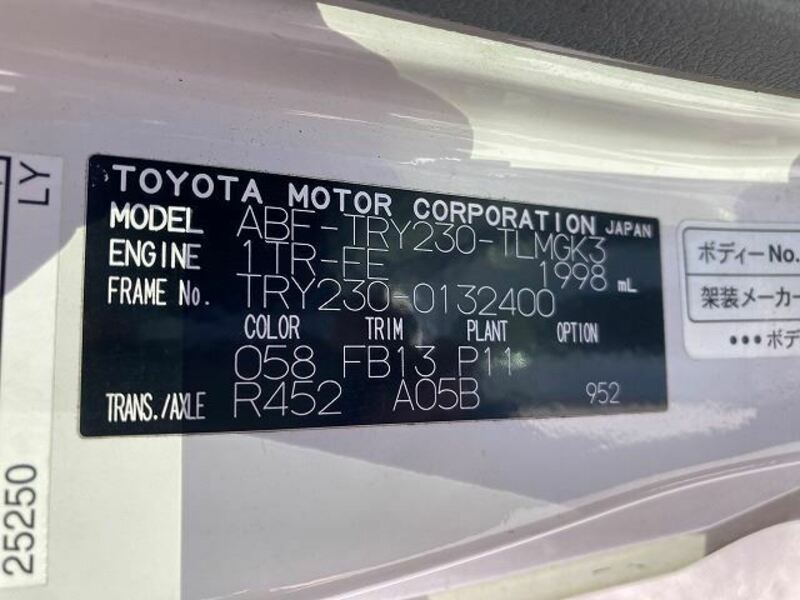 LY
25250
TOYOTA MOTOR CORPORATION JAPAN
MODEL ABF-TRY230-TLMGK3
ENGINE 1TR-FE 1998 mL
FRAME No. TRY230-0132400
COLOR TRIM PLANT OPTION
058 FB13 P11
TRANS./AXLE R452 A05B 952
ボディーNo.
架装メーカー
•••ボデ